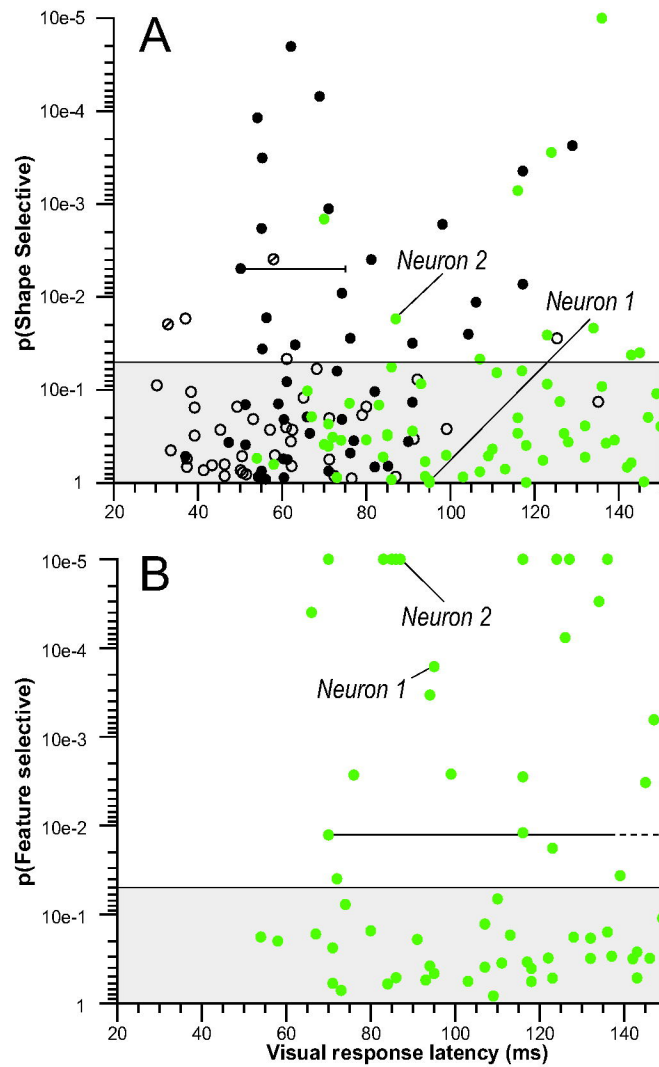 A
p(Shape Selective)
10e-5
10e-4
10e-3
10e-2
10e-1
1
Neuron 2
Neuron 1
20 40 60 80 100 120 140
B
p(Feature selective)
10e-5
10e-4
10e-3
10e-2
10e-1
1
Neuron 2
Neuron 1
20 40 60 80 100 120 140
Visual response latency (ms)